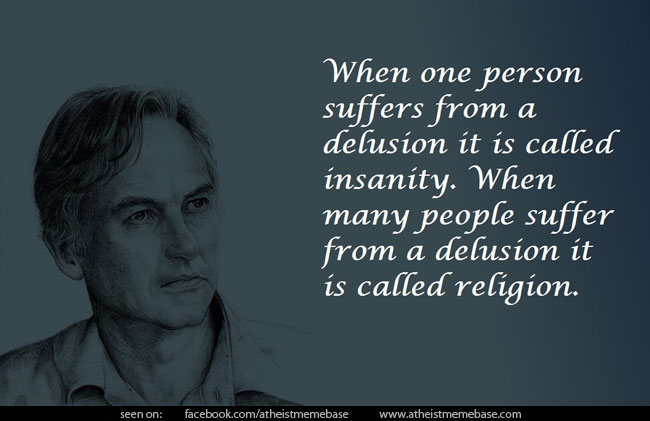 When one person
suffers from a
delusion it is called
insanity. When
many people suffer
from a delusion it
is called religion.
seen on: facebook.com/atheistmemebase www.atheistmemebase.com